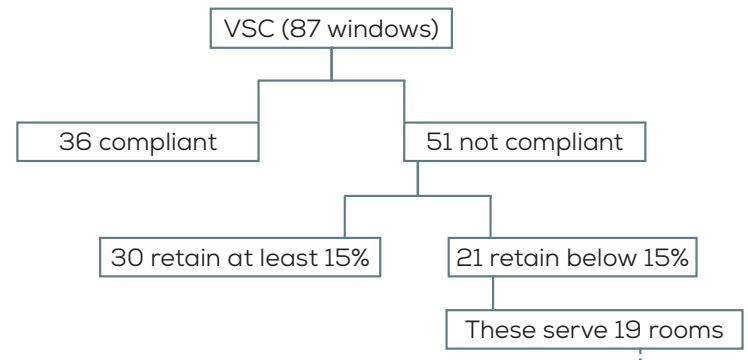 VSC (87 windows)
36 compliant
51 not compliant
30 retain at least 15%
21 retain below 15%
These serve 19 rooms